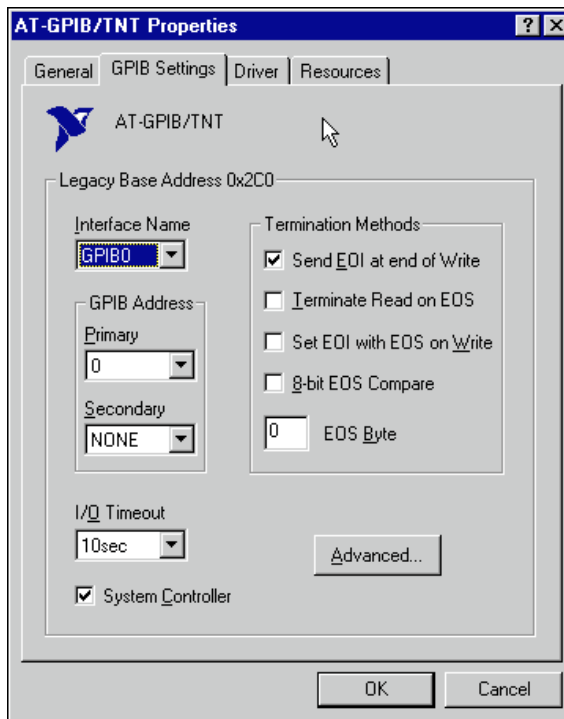 AT-GPIB/TNT Properties
General GPIB Settings Driver Resources
AT-GPIB/TNT
Legacy Base Address 0x2C0
Interface Name
GPIB0
GPIB Address
Primary
0
Secondary
NONE
I/O Timeout
10sec
System Controller
Termination Methods
Send EOI at end of Write
Terminate Read on EOS
Set EOI with EOS on Write
8-bit EOS Compare
0 EOS Byte
Advanced...
OK Cancel